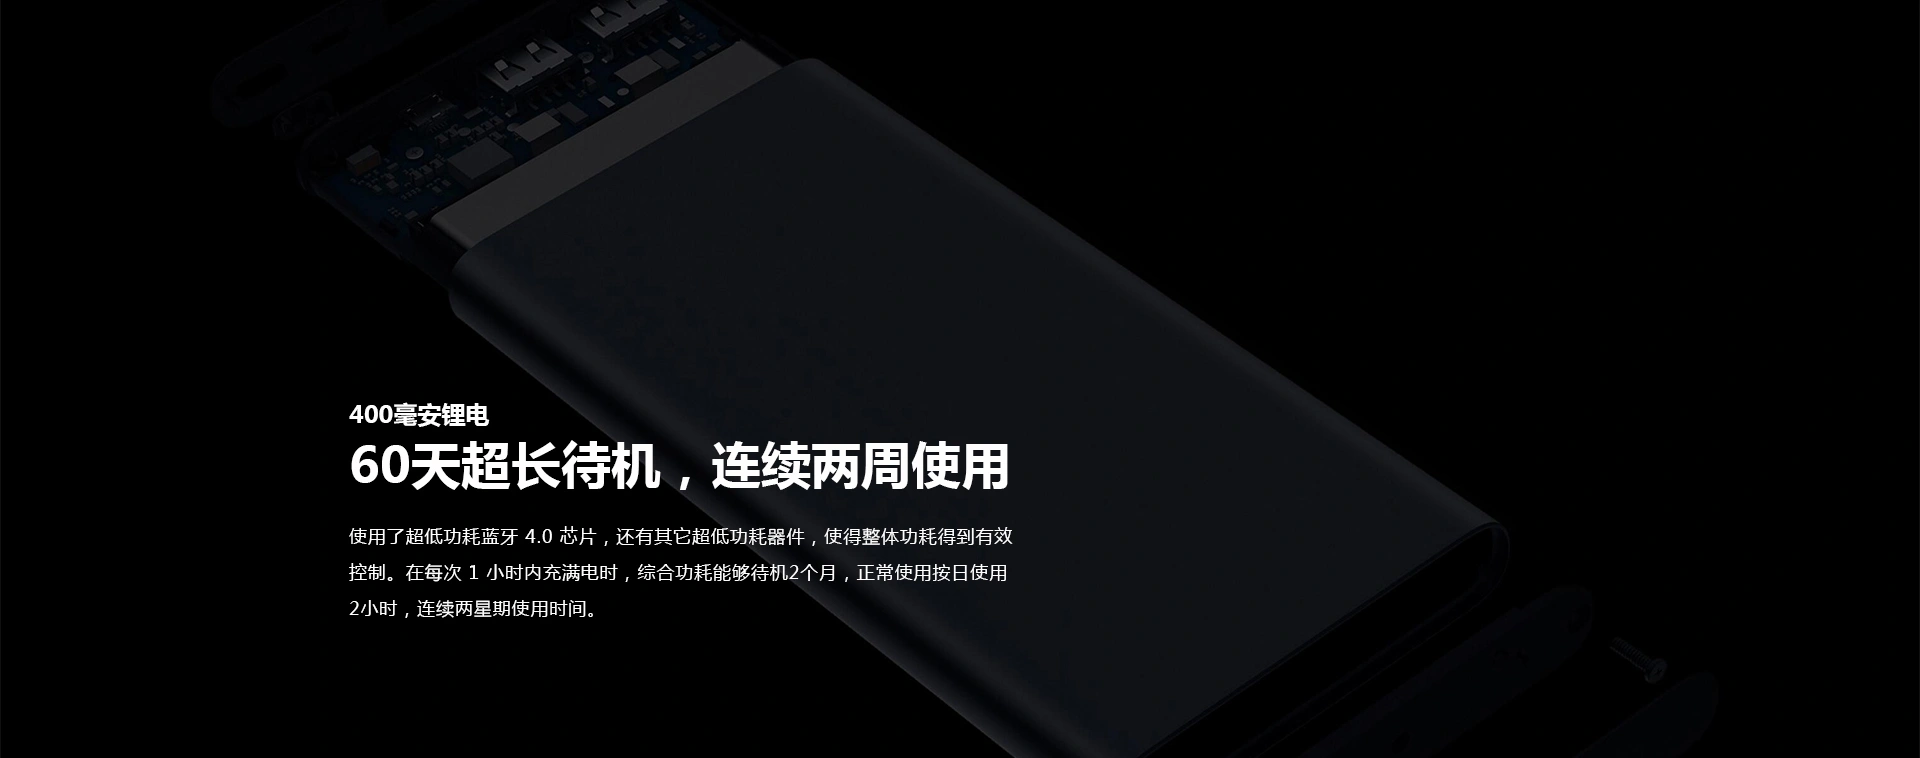 400毫安锂电
60天超长待机，连续两周使用
使用了超低功耗蓝牙 4.0 芯片，还有其它超低功耗器件，使得整体功耗得到有效
控制。在每次 1 小时内充满电时，综合功耗能够待机2个月，正常使用按日使用
2小时，连续两星期使用时间。